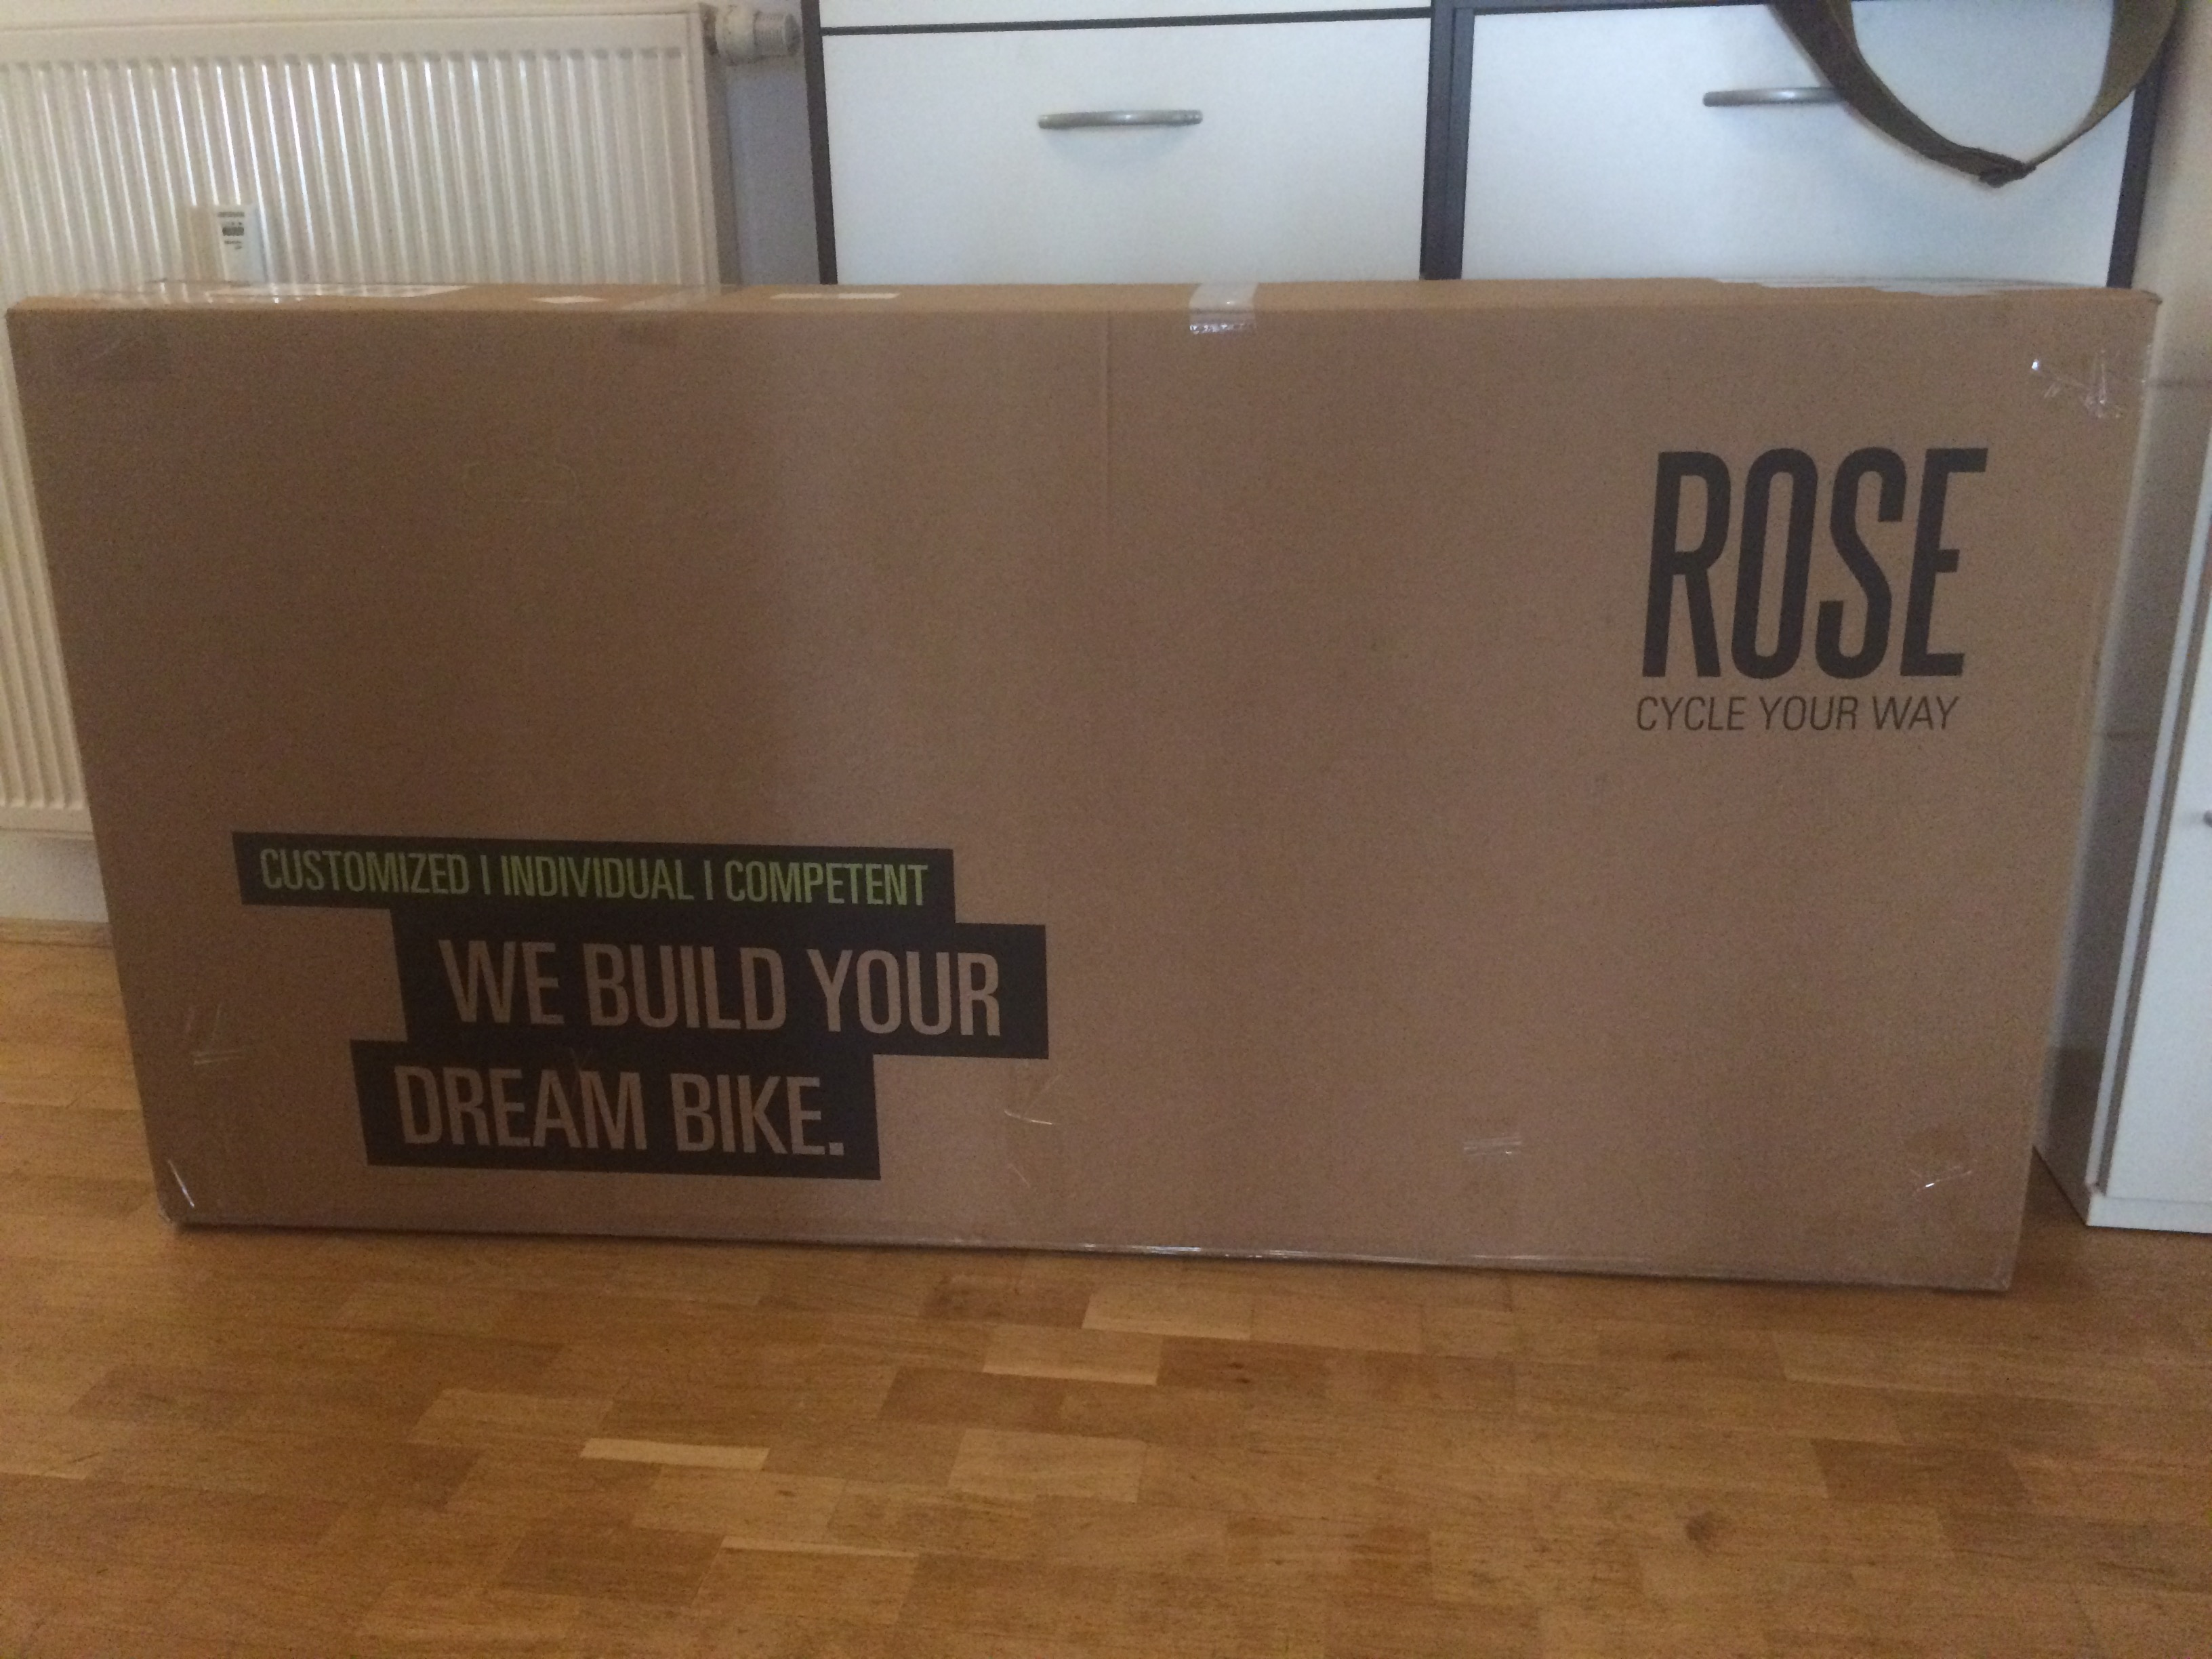 ROSE
CYCLE YOUR WAY
CUSTOMIZED | INDIVIDUAL | COMPETENT
WE BUILD YOUR
DREAM BIKE.